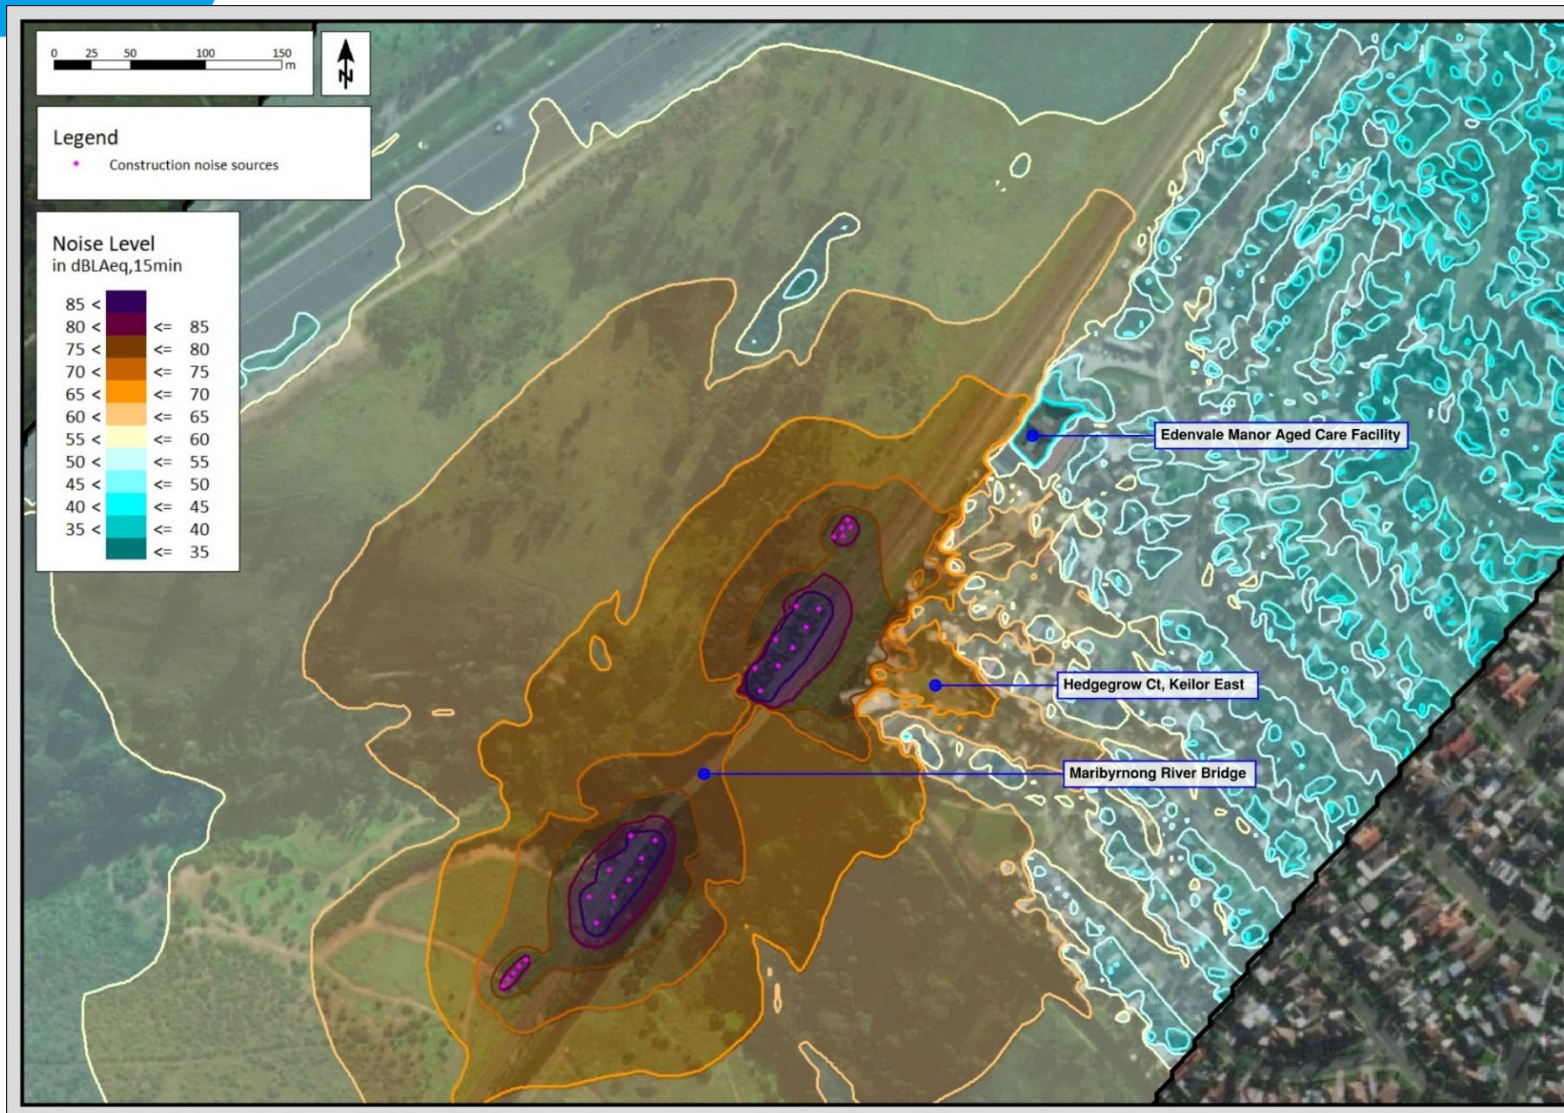 0 25 50 100 150
m
N
Legend
Construction noise sources
Noise Level
in dBLAeq,15min
85 <
80 < <= 85
75 < <= 80
70 < <= 75
65 < <= 70
60 < <= 65
55 < <= 60
50 < <= 55
45 < <= 50
40 < <= 45
35 < <= 40
<= 35
Edenvale Manor Aged Care Facility
Hedgegrow Ct, Keilor East
Maribyrnong River Bridge